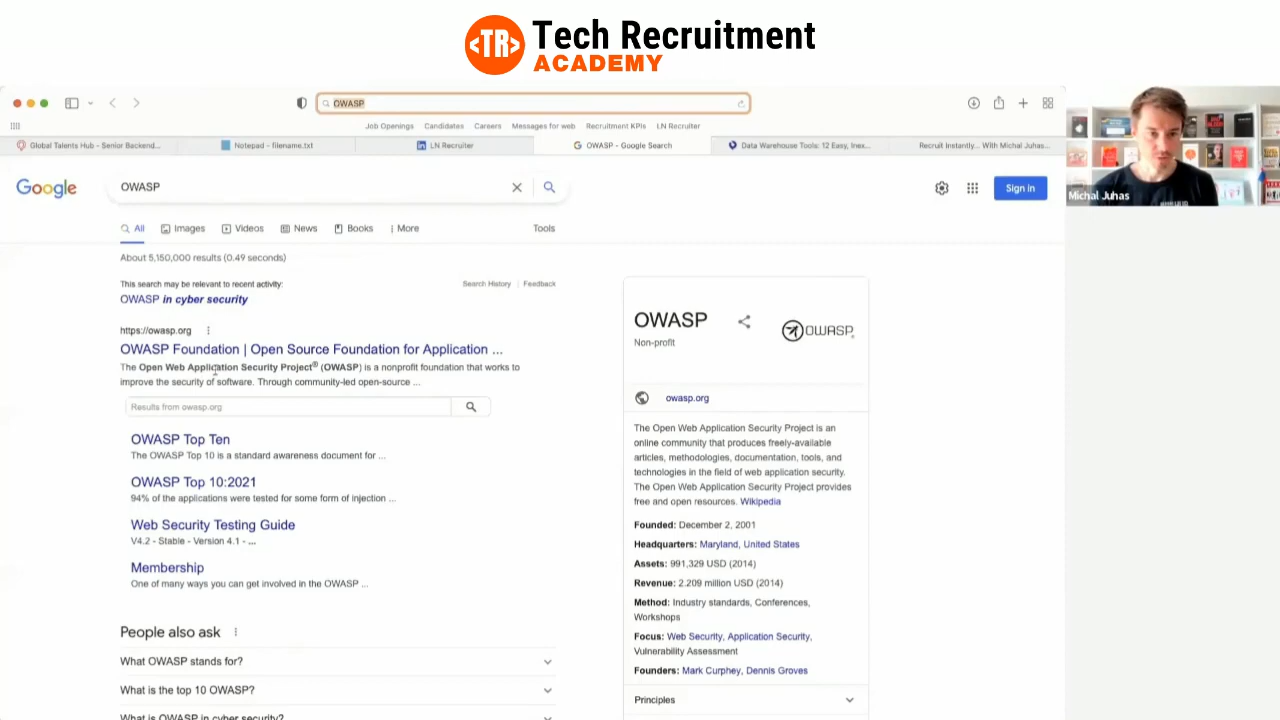 <TR> Tech Recruitment
ACADEMY
OWASP
Job Openings Candidates Careers Messages for web Recruitment KPIs LN Recruiter
Global Talents Hub - Senior Backend... Notepad - filename.txt LN Recruiter OWASP - Google Search Data Warehouse Tools: 12 Easy, Inex... Recruit Instantly... With Michal Juhas...
Google OWASP Sign in
Michal Juhas
All Images Videos News Books More Tools
About 5,150,000 results (0.49 seconds)
This search may be relevant to recent activity: Search History Feedback
OWASP in cyber security
https://owasp.org
OWASP Foundation | Open Source Foundation for Application ...
The Open Web Application Security Project® (OWASP) is a nonprofit foundation that works to
improve the security of software. Through community-led open-source ...
Results from owasp.org
OWASP Top Ten
The OWASP Top 10 is a standard awareness document for ...
OWASP Top 10:2021
94% of the applications were tested for some form of injection ...
Web Security Testing Guide
V4.2 - Stable - Version 4.1 - ...
Membership
One of many ways you can get involved in the OWASP ...
People also ask
What OWASP stands for?
What is the top 10 OWASP?
What is OWASP in cyber security?
OWASP
Non-profit
OWASP
owasp.org
The Open Web Application Security Project is an
online community that produces freely-available
articles, methodologies, documentation, tools, and
technologies in the field of web application security.
The Open Web Application Security Project provides
free and open resources. Wikipedia
Founded: December 2, 2001
Headquarters: Maryland, United States
Assets: 991,329 USD (2014)
Revenue: 2.209 million USD (2014)
Method: Industry standards, Conferences,
Workshops
Focus: Web Security, Application Security,
Vulnerability Assessment
Founders: Mark Curphey, Dennis Groves
Principles